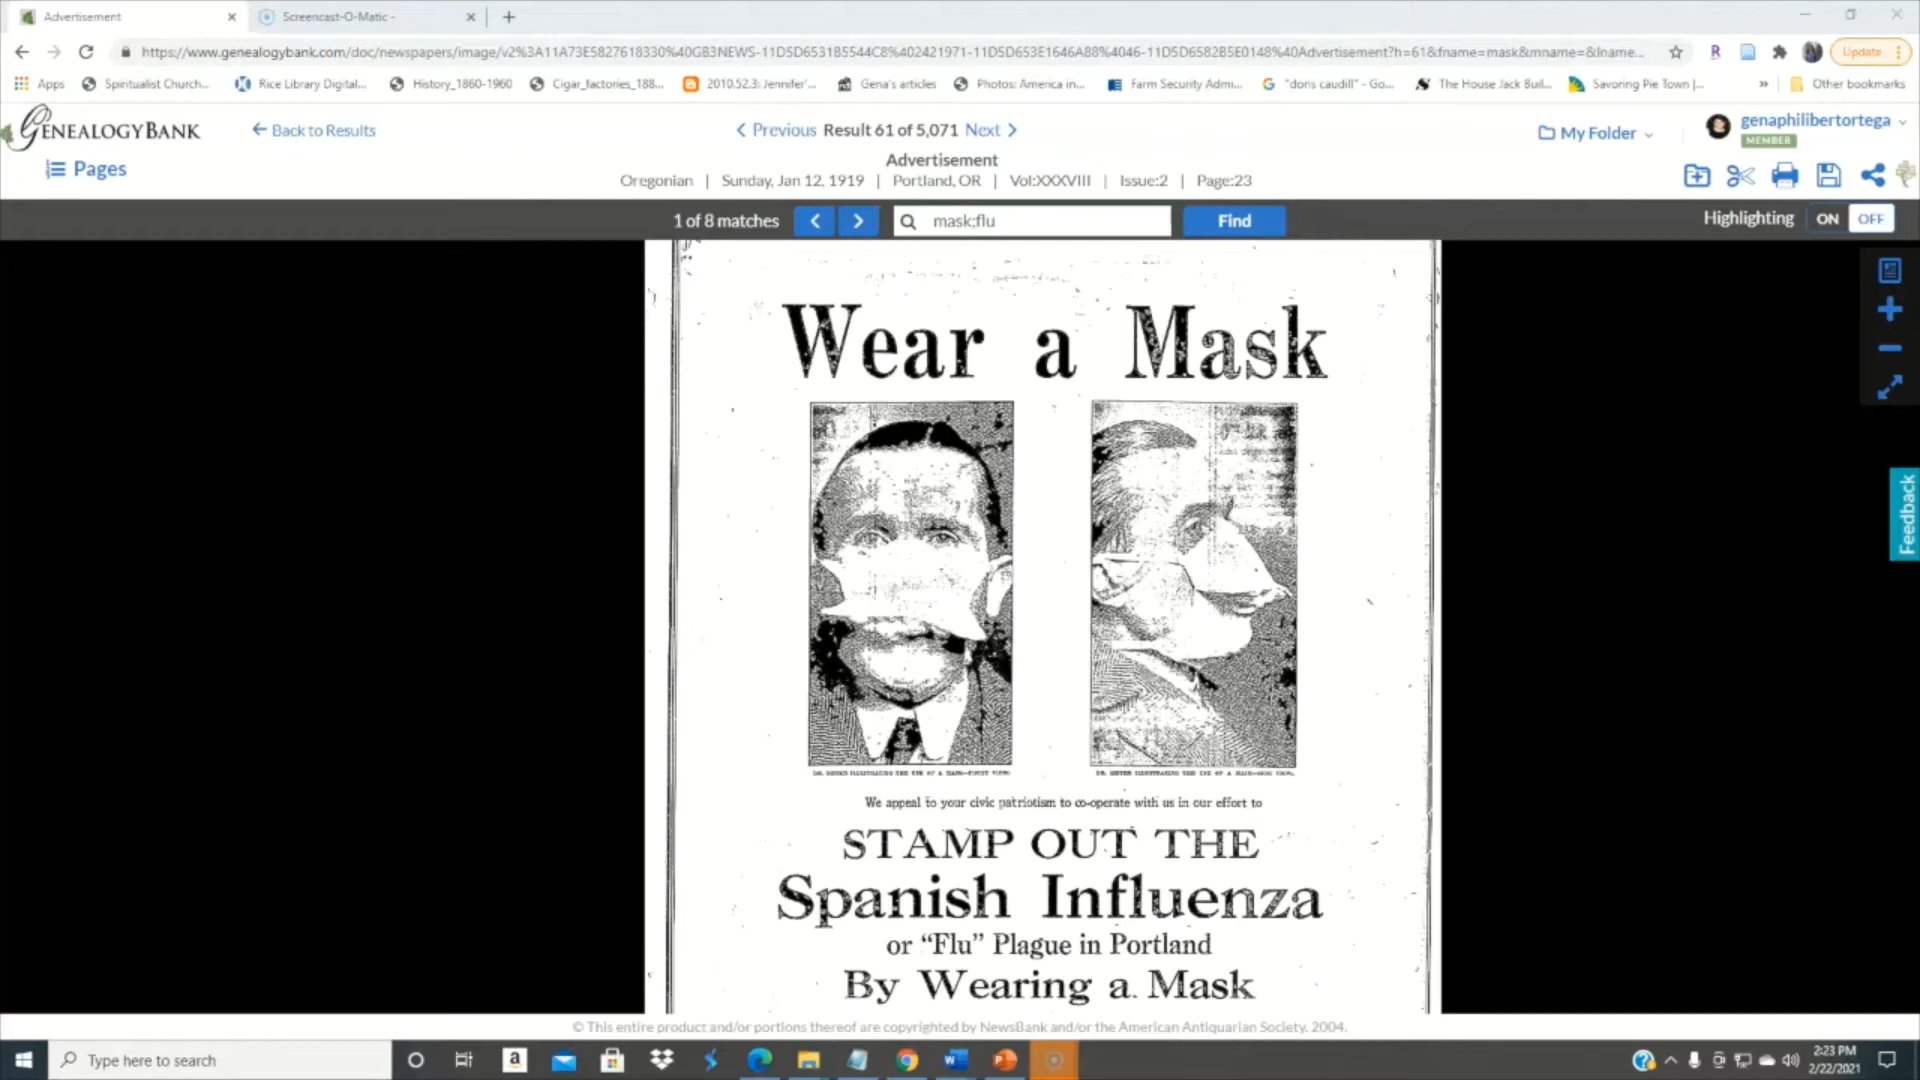 Advertisement
Screencast-O-Matic -
https://www.genealogybank.com/doc/newspapers/image/v2%3A11A73E5827618330%40GB3NEWS-11D5D653185544C8%402421971-11D5D653E1646A88%4046-11D5D6582B5E0148%40Advertisement?h=61&fname=mask&mname=&lname...
R
Update
Apps
Spiritualist Church...
Rice Library Digital...
History_1860-1960
Cigar_factories_188...
2010.52.3: Jennifer'...
Gena's articles
Photos: America in...
Farm Security Admi...
"doris caudill" - Go...
The House Jack Buil...
Savoring Pie Town |...
»
Other bookmarks
GENEALOGYBANK
Back to Results
Previous Result 61 of 5,071 Next
My Folder
genaphilibertortega
MEMBER
Pages
Advertisement
Oregonian | Sunday, Jan 12, 1919 | Portland, OR | Vol:XXXVIII | Issue:2 | Page:23
1 of 8 matches
mask;flu
Find
Highlighting ON OFF
Feedback
Wear a Mask
We appeal to your civic patriotism to co-operate with us in our effort to
STAMP OUT THE
Spanish Influenza
or “Flu” Plague in Portland
By Wearing a Mask
© This entire product and/or portions thereof are copyrighted by NewsBank and/or the American Antiquarian Society. 2004.
Type here to search
2:23 PM
2/22/2021